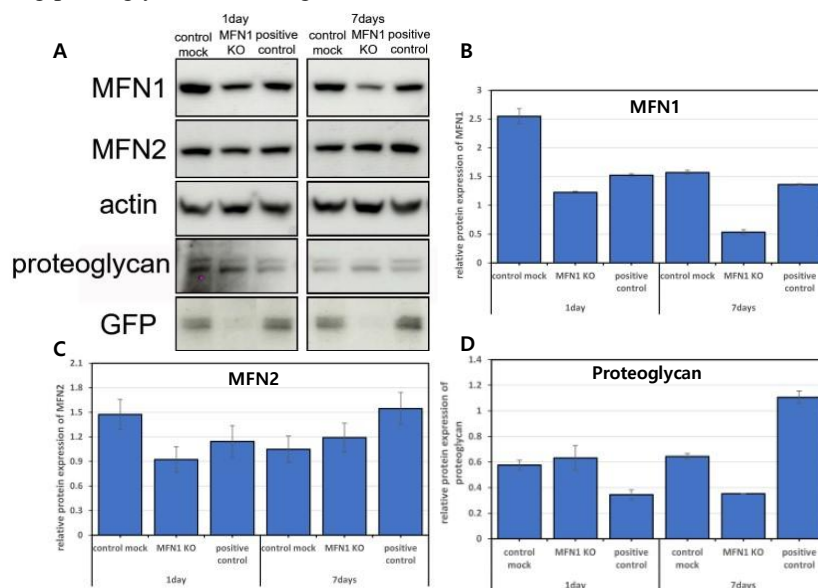 1day
7days
control mock MFN1 KO positive control
control mock MFN1 KO positive control
A
MFN1
MFN2
actin
proteoglycan
GFP
B
MFN1
relative protein expression of MFN1
3
2.5
2
1.5
1
0.5
0
control mock MFN1 KO positive control control mock MFN1 KO positive control
1day 7days
C
MFN2
relative protein expression of MFN2
2.1
1.8
1.5
1.2
0.9
0.6
0.3
0
control mock MFN1 KO positive control control mock MFN1 KO positive control
1day 7days
D
Proteoglycan
relative protein expression of proteoglycan
1.4
1.2
1
0.8
0.6
0.4
0.2
0
control mock MFN1 KO positive control control mock MFN1 KO positive control
1day 7days